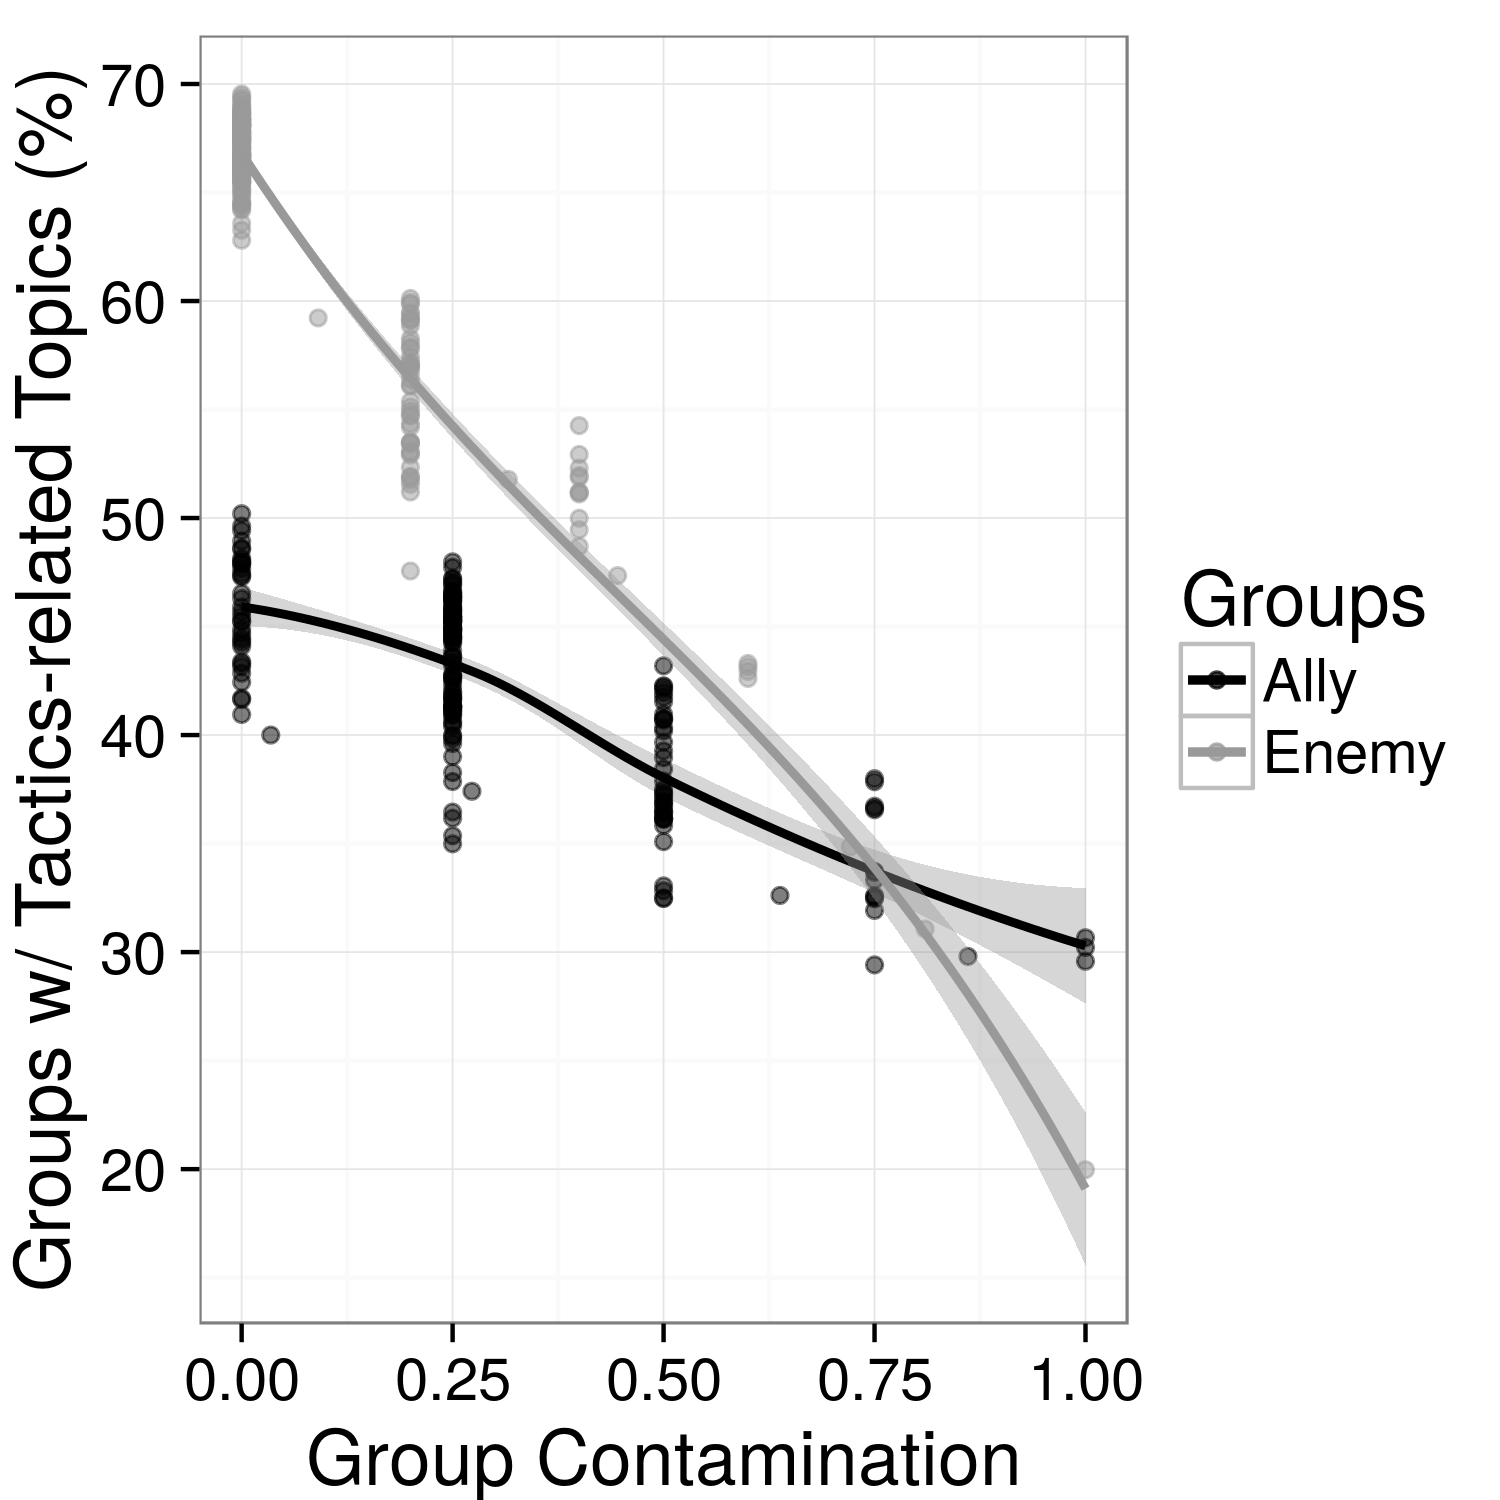 Groups w/ Tactics-related Topics (%)
70
60
50
40
30
20
0.00 0.25 0.50 0.75 1.00
Group Contamination
Groups
Ally
Enemy